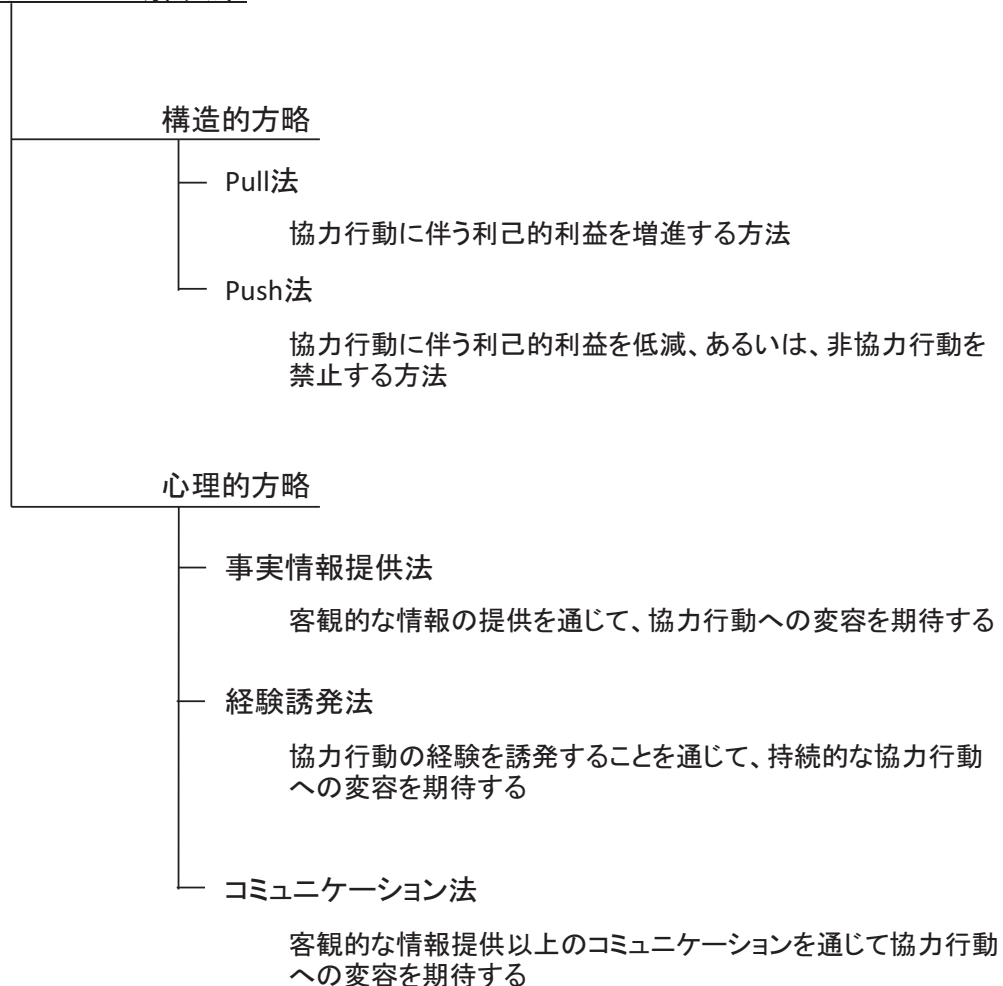 構造的方略
Pull法
協力行動に伴う利己的利益を増進する方法
Push法
協力行動に伴う利己的利益を低減、あるいは、非協力行動を
禁止する方法
心理的方略
事実情報提供法
客観的な情報の提供を通じて、協力行動への変容を期待する
経験誘発法
協力行動の経験を誘発することを通じて、持続的な協力行動
への変容を期待する
コミュニケーション法
客観的な情報提供以上のコミュニケーションを通じて協力行動
への変容を期待する